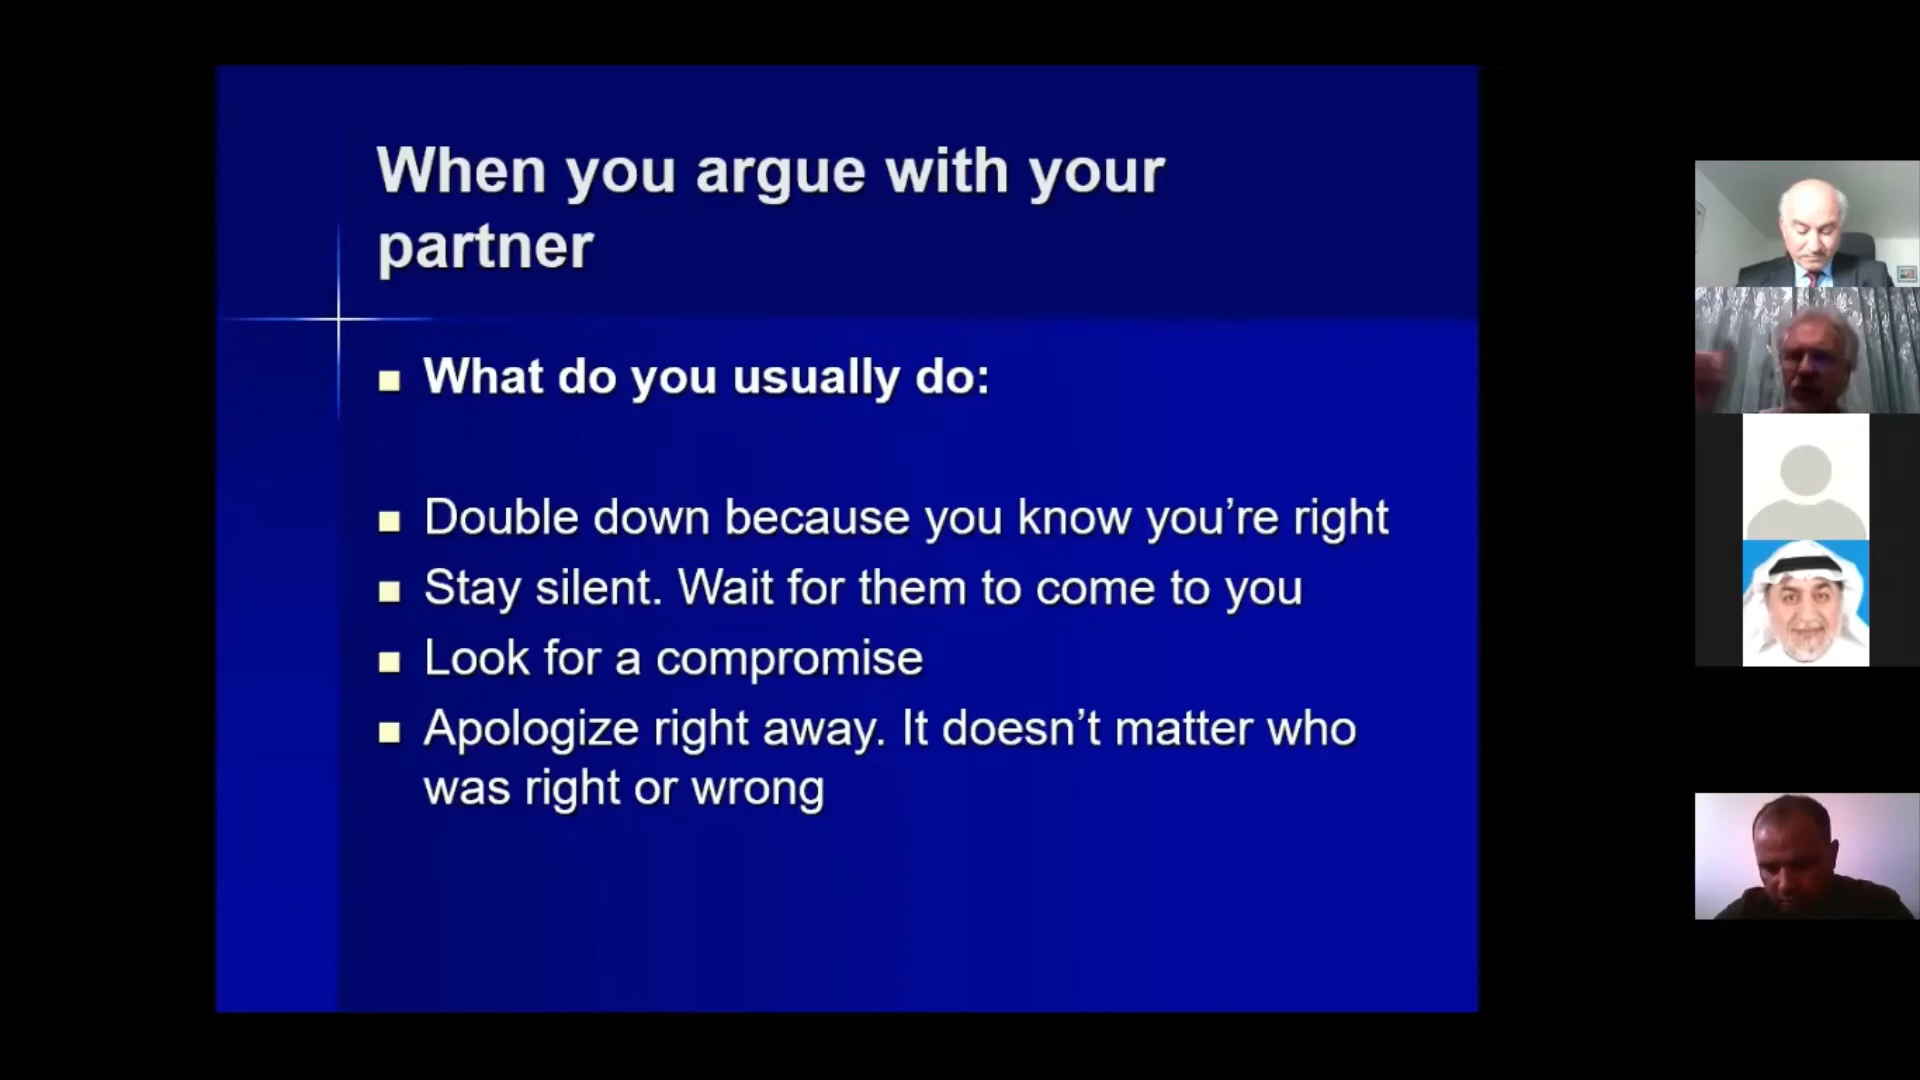 When you argue with your
partner
What do you usually do:
Double down because you know you’re right
Stay silent. Wait for them to come to you
Look for a compromise
Apologize right away. It doesn’t matter who
was right or wrong